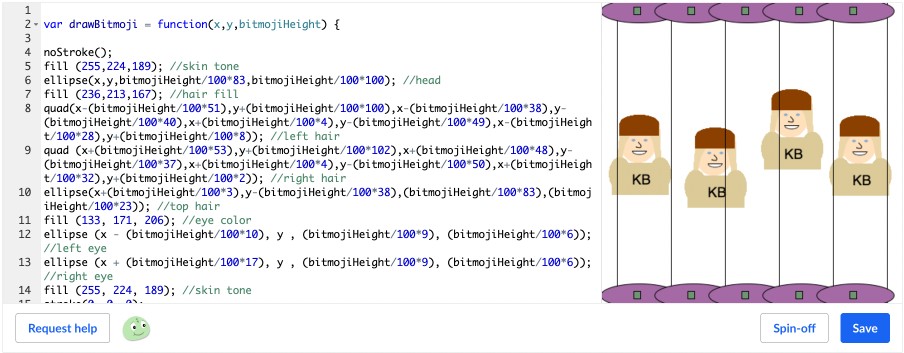 1
2 var drawBitmoji = function(x,y,bitmojiHeight) {
3
4 noStroke();
5 fill (255,224,189); //skin tone
6 ellipse(x,y,bitmojiHeight/100*83,bitmojiHeight/100*100); //head
7 fill (236,213,167); //hair fill
8 quad(x-(bitmojiHeight/100*51),y+(bitmojiHeight/100*100),x-(bitmojiHeight/100*38),y-
(bitmojiHeight/100*40),x+(bitmojiHeight/100*4),y-(bitmojiHeight/100*49),x-(bitmojiHeigh
t/100*28),y+(bitmojiHeight/100*8)); //left hair
9 quad (x+(bitmojiHeight/100*53),y+(bitmojiHeight/100*102),x+(bitmojiHeight/100*48),y-
(bitmojiHeight/100*37),x+(bitmojiHeight/100*4),y-(bitmojiHeight/100*50),x+(bitmojiHeigh
t/100*32),y+(bitmojiHeight/100*2)); //right hair
10 ellipse(x+(bitmojiHeight/100*3),y-(bitmojiHeight/100*38),(bitmojiHeight/100*83),(bitmoj
iHeight/100*23)); //top hair
11 fill (133, 171, 206); //eye color
12 ellipse (x - (bitmojiHeight/100*10), y , (bitmojiHeight/100*9), (bitmojiHeight/100*6));
//left eye
13 ellipse (x + (bitmojiHeight/100*17), y , (bitmojiHeight/100*9), (bitmojiHeight/100*6));
//right eye
14 fill (255, 224, 189); //skin tone
KB
KB
KB
KB
Request help
Spin-off
Save